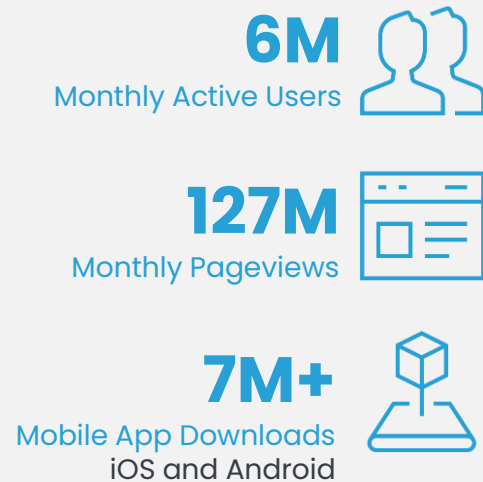 6M
Monthly Active Users
127M
Monthly Pageviews
7M+
Mobile App Downloads
iOS and Android